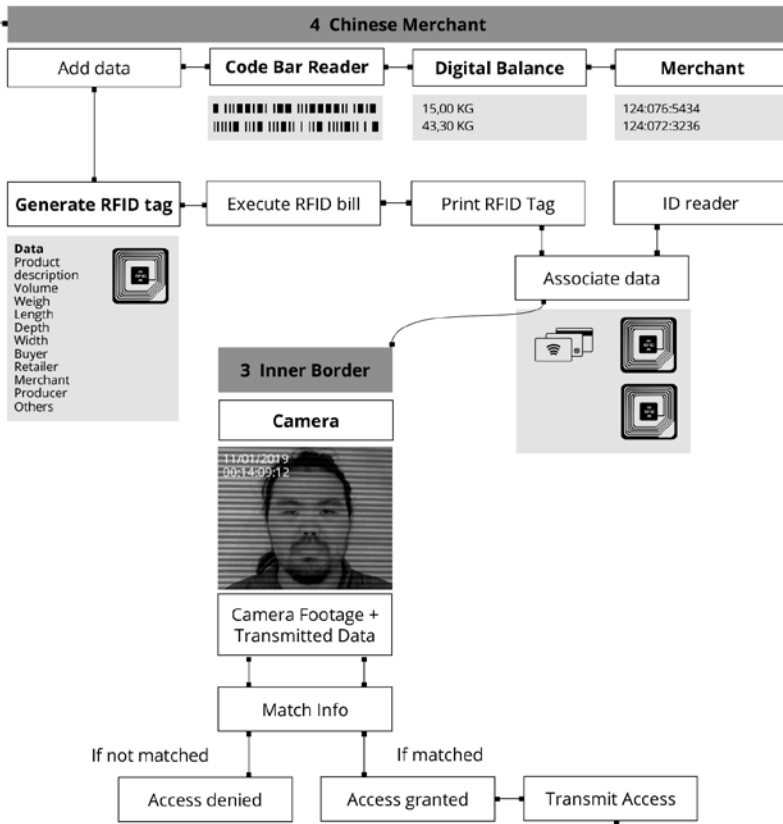 4 Chinese Merchant
Add data
Code Bar Reader
Digital Balance
Merchant
15,00 KG
43,30 KG
124:076:5434
124:072:3236
Generate RFID tag
Execute RFID bill
Print RFID Tag
ID reader
Data
Product
description
Volume
Weigh
Length
Depth
Width
Buyer
Retailer
Merchant
Producer
Others
Associate data
3 Inner Border
Camera
11/01/2019
00:14:09:12
Camera Footage +
Transmitted Data
Match Info
If not matched
If matched
Access denied
Access granted
Transmit Access